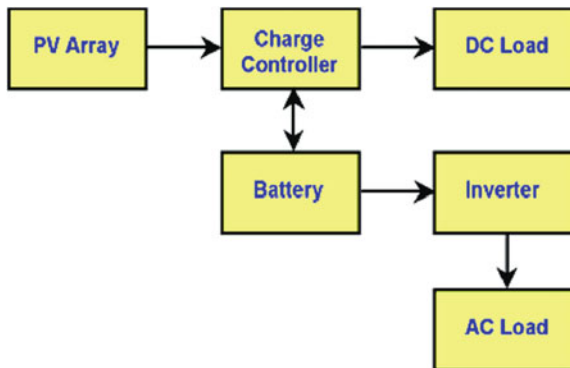 PV Array
Charge
Controller
DC Load
Battery
Inverter
AC Load